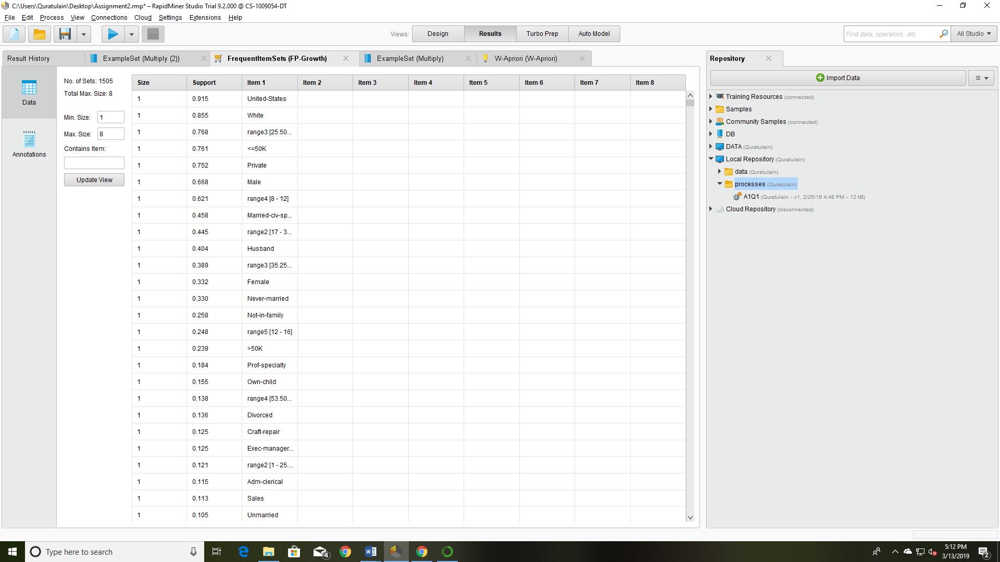 C:\Users\Quratulain\Desktop\Assignment2.rmp* – RapidMiner Studio Trial 9.2.000 @ CS-1009054-DT
File Edit Process View Connections Cloud Settings Extensions Help
Views: Design Results Turbo Prep Auto Model
Find data, operators...etc All Studio
Result History ExampleSet (Multiply (2)) FrequentItemSets (FP-Growth) ExampleSet (Multiply) W-Apriori (W-Apriori)
Data
Annotations
No. of Sets: 1505
Total Max. Size: 8
Min. Size: 1
Max. Size: 8
Contains Item:
Update View
Size Support Item 1 Item 2 Item 3 Item 4 Item 5 Item 6 Item 7 Item 8
1 0.915 United-States
1 0.855 White
1 0.768 range3 [25.50...
1 0.761 <=50K
1 0.752 Private
1 0.668 Male
1 0.621 range4 [8 - 12]
1 0.458 Married-civ-sp...
1 0.445 range2 [17 - 3...
1 0.404 Husband
1 0.389 range3 [35.25...
1 0.332 Female
1 0.330 Never-married
1 0.258 Not-in-family
1 0.248 range5 [12 - 16]
1 0.239 >50K
1 0.184 Prof-specialty
1 0.155 Own-child
1 0.138 range4 [53.50...
1 0.136 Divorced
1 0.125 Craft-repair
1 0.125 Exec-manager...
1 0.121 range2 [1 - 25....
1 0.115 Adm-clerical
1 0.113 Sales
1 0.105 Unmarried
Repository
Import Data
Training Resources (connected)
Samples
Community Samples (connected)
DB
DATA (Quratulain)
Local Repository (Quratulain)
data (Quratulain)
processes (Quratulain)
A1Q1 (Quratulain - v1, 2/25/19 4:48 PM - 12 kB)
Cloud Repository (disconnected)
Type here to search
4
5:12 PM
3/13/2019
2